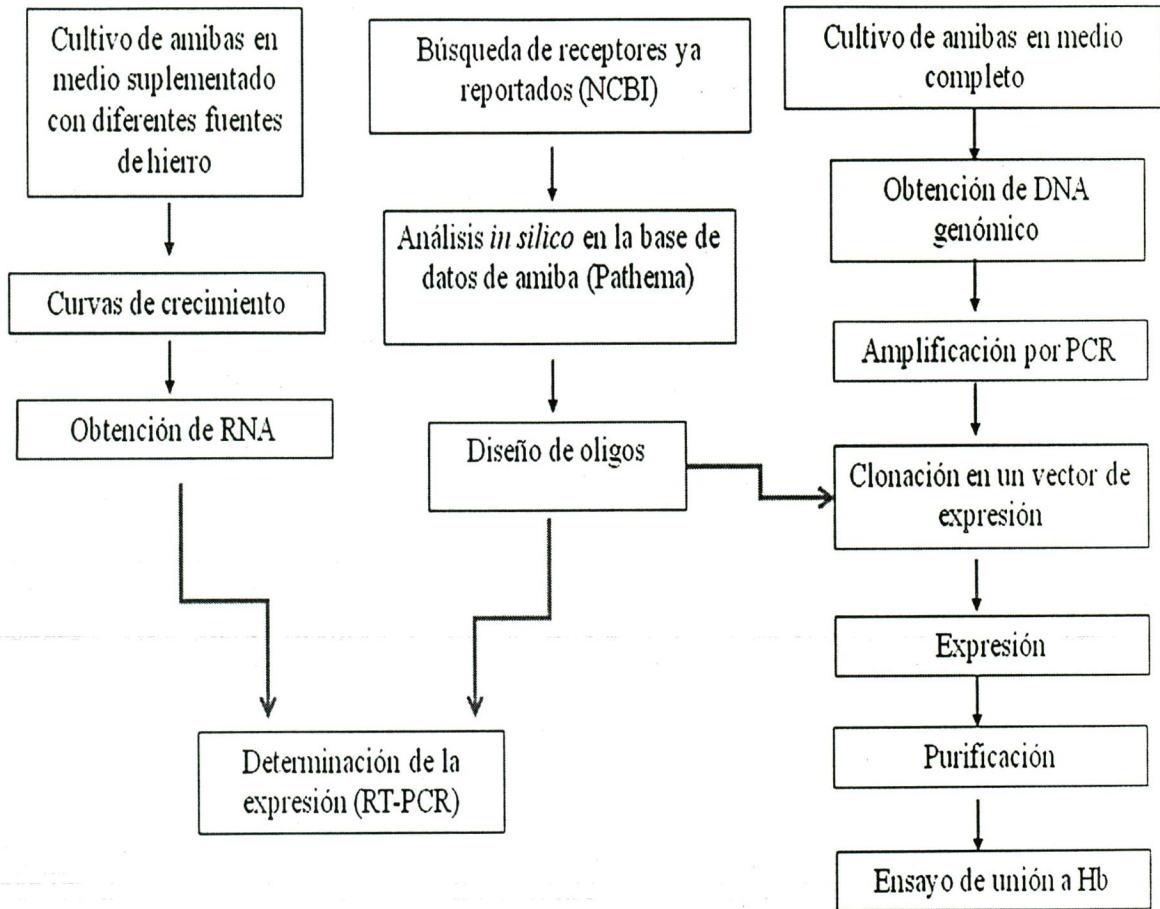 Cultivo de amibas en
medio suplementado
con diferentes fuentes
de hierro
Curvas de crecimiento
Obtención de RNA
Búsqueda de receptores ya
reportados (NCBI)
Análisis in silico en la base de
datos de amiba (Pathema)
Diseño de oligos
Determinación de la
expresión (RT-PCR)
Cultivo de amibas en medio
completo
Obtención de DNA
genómico
Amplificación por PCR
Clonación en un vector de
expresión
Expresión
Purificación
Ensayo de unión a Hb